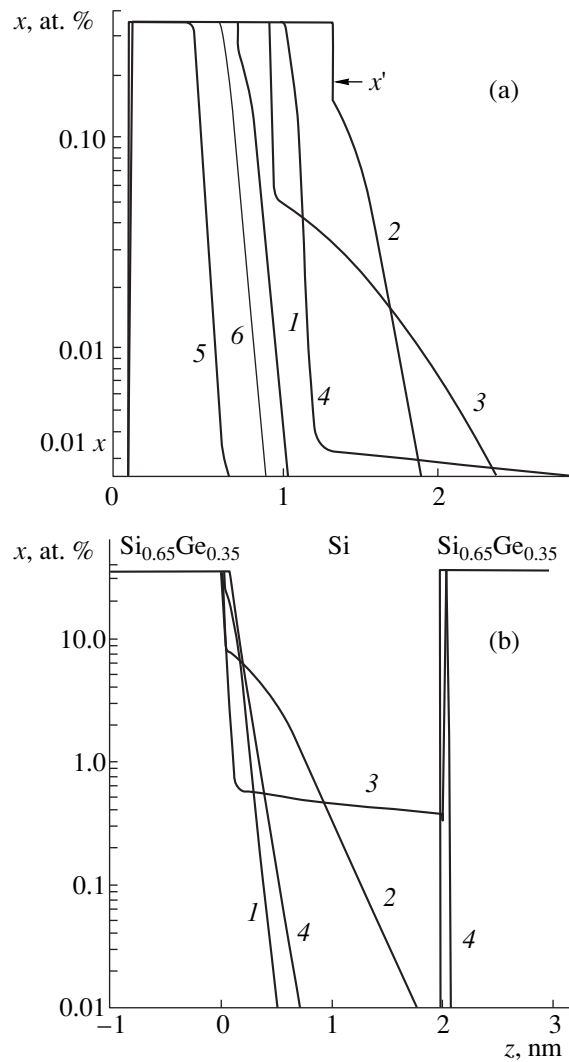 x, at. %
x'
(a)
0.10
2
1
0.01
5
6
4
3
0.01 x
0 1 2
x, at. % Si0.65Ge0.35 Si Si0.65Ge0.35
(b)
10.0
1.0
3
0.1
1 4 2 4
0.01
–1 0 1 2 3
z, nm